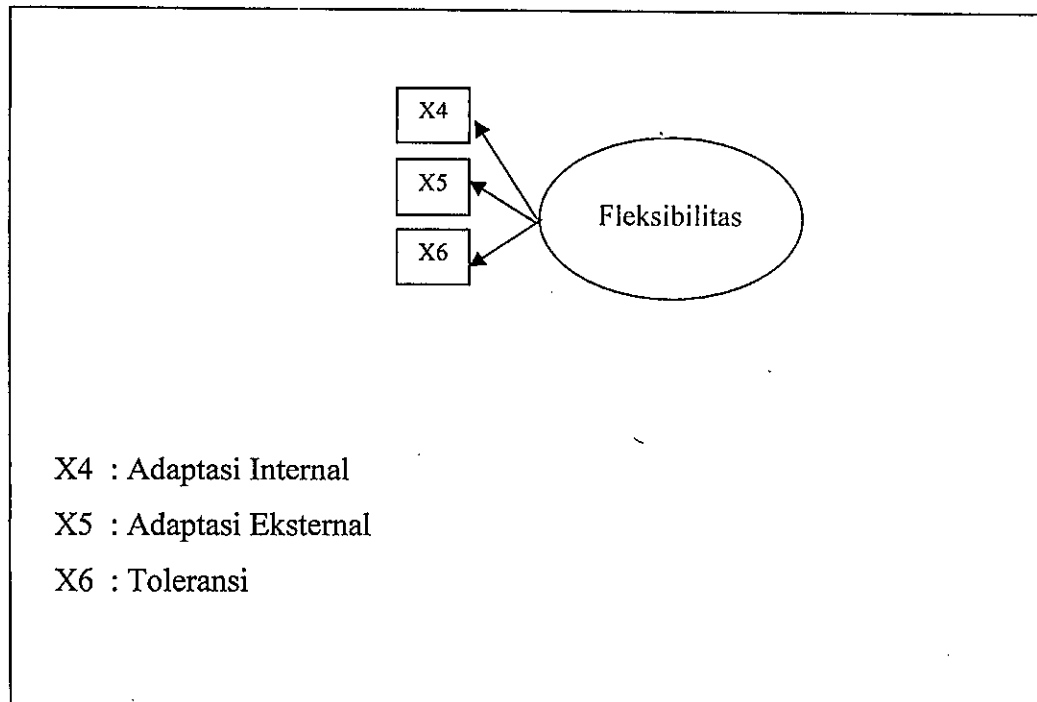 X4
X5
Fleksibilitas
X6
X4 : Adaptasi Internal
X5 : Adaptasi Eksternal
X6 : Toleransi